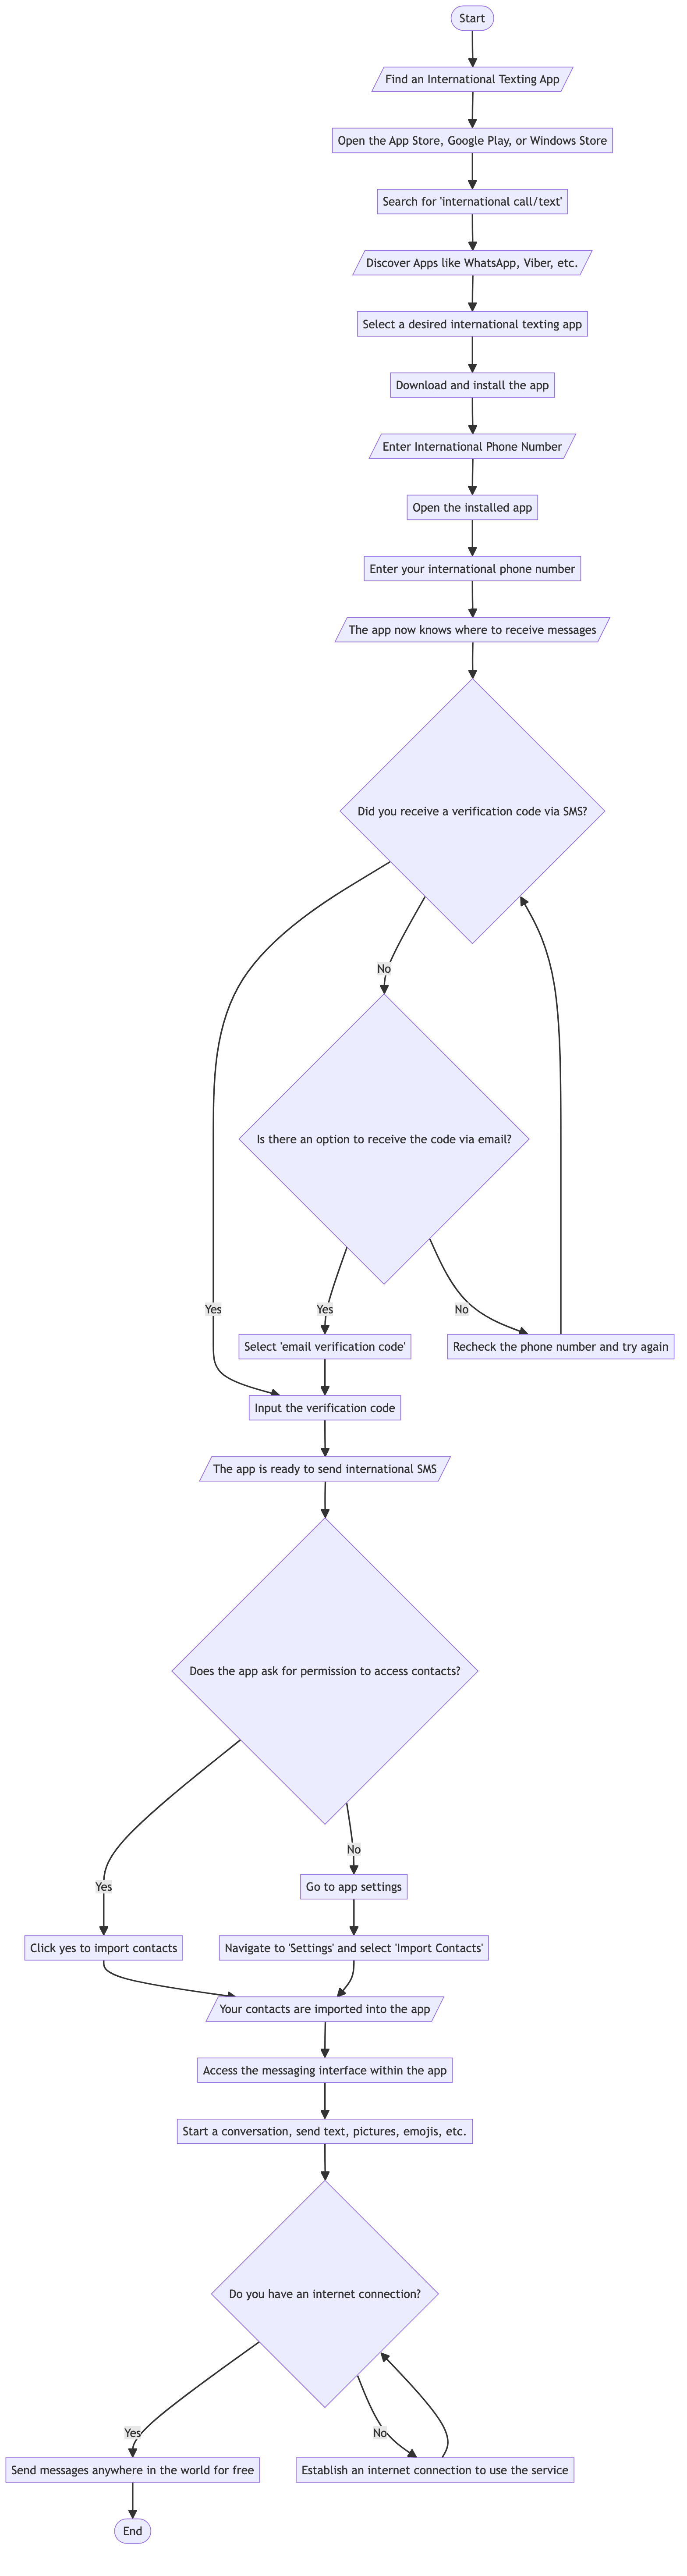 Start
Find an International Texting App
Open the App Store, Google Play, or Windows Store
Search for 'international call/text'
Discover Apps like WhatsApp, Viber, etc.
Select a desired international texting app
Download and install the app
Enter International Phone Number
Open the installed app
Enter your international phone number
The app now knows where to receive messages
Did you receive a verification code via SMS?
No
Is there an option to receive the code via email?
Yes
Yes
No
Select 'email verification code'
Recheck the phone number and try again
Input the verification code
The app is ready to send international SMS
Does the app ask for permission to access contacts?
No
Yes
Go to app settings
Click yes to import contacts
Navigate to 'Settings' and select 'Import Contacts'
Your contacts are imported into the app
Access the messaging interface within the app
Start a conversation, send text, pictures, emojis, etc.
Do you have an internet connection?
Yes
No
Send messages anywhere in the world for free
Establish an internet connection to use the service
End